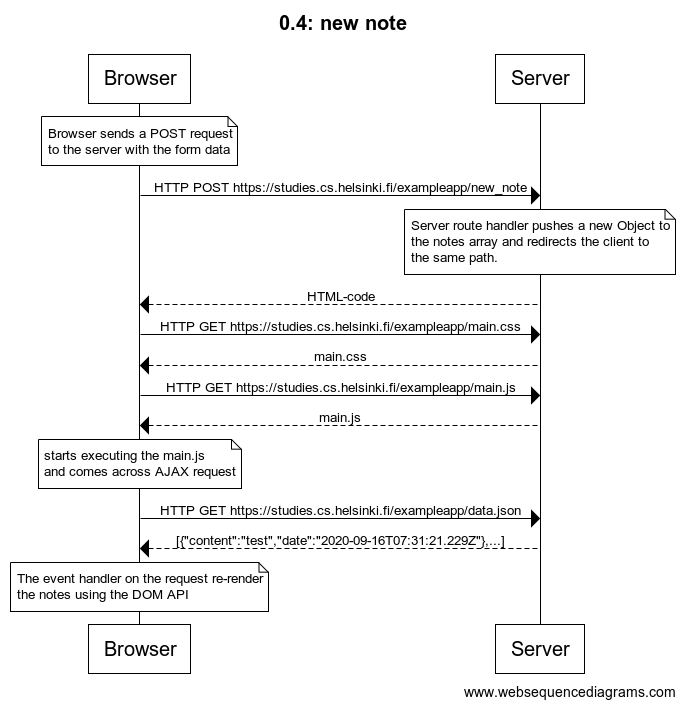 0.4: new note
Browser
Server
Browser sends a POST request
to the server with the form data
HTTP POST https://studies.cs.helsinki.fi/exampleapp/new_note
Server route handler pushes a new Object to
the notes array and redirects the client to
the same path.
HTML-code
HTTP GET https://studies.cs.helsinki.fi/exampleapp/main.css
main.css
HTTP GET https://studies.cs.helsinki.fi/exampleapp/main.js
main.js
starts executing the main.js
and comes across AJAX request
HTTP GET https://studies.cs.helsinki.fi/exampleapp/data.json
[{"content":"test","date":"2020-09-16T07:31:21.229Z"},...]
The event handler on the request re-render
the notes using the DOM API
Browser
Server
www.websequencediagrams.com